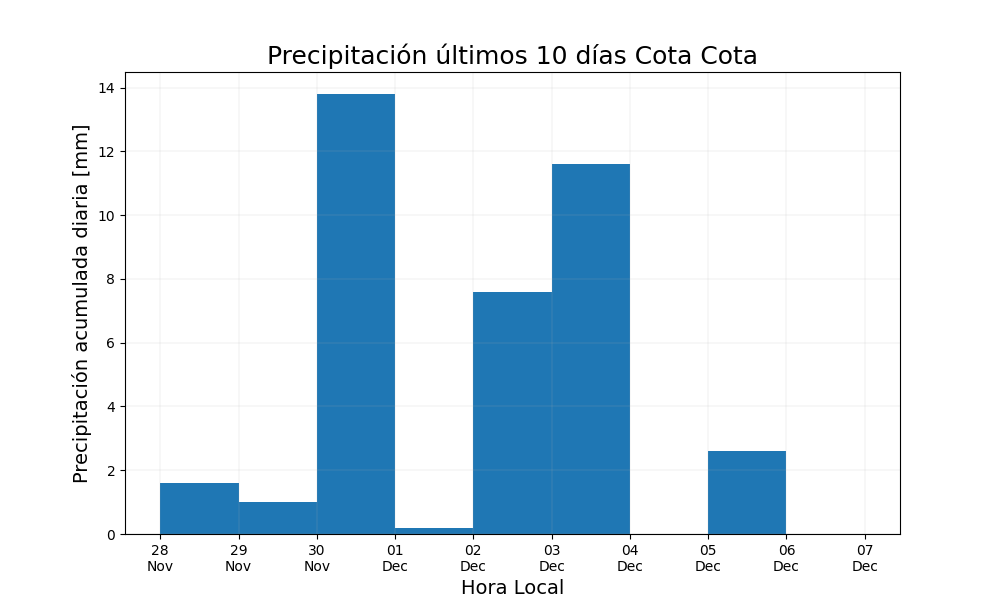 Precipitación últimos 10 días Cota Cota
Precipitación acumulada diaria [mm]
14
12
10
8
6
4
2
0
28 29 30 01 02 03 04 05 06 07
Nov Nov Nov Dec Dec Dec Dec Dec Dec Dec
Hora Local